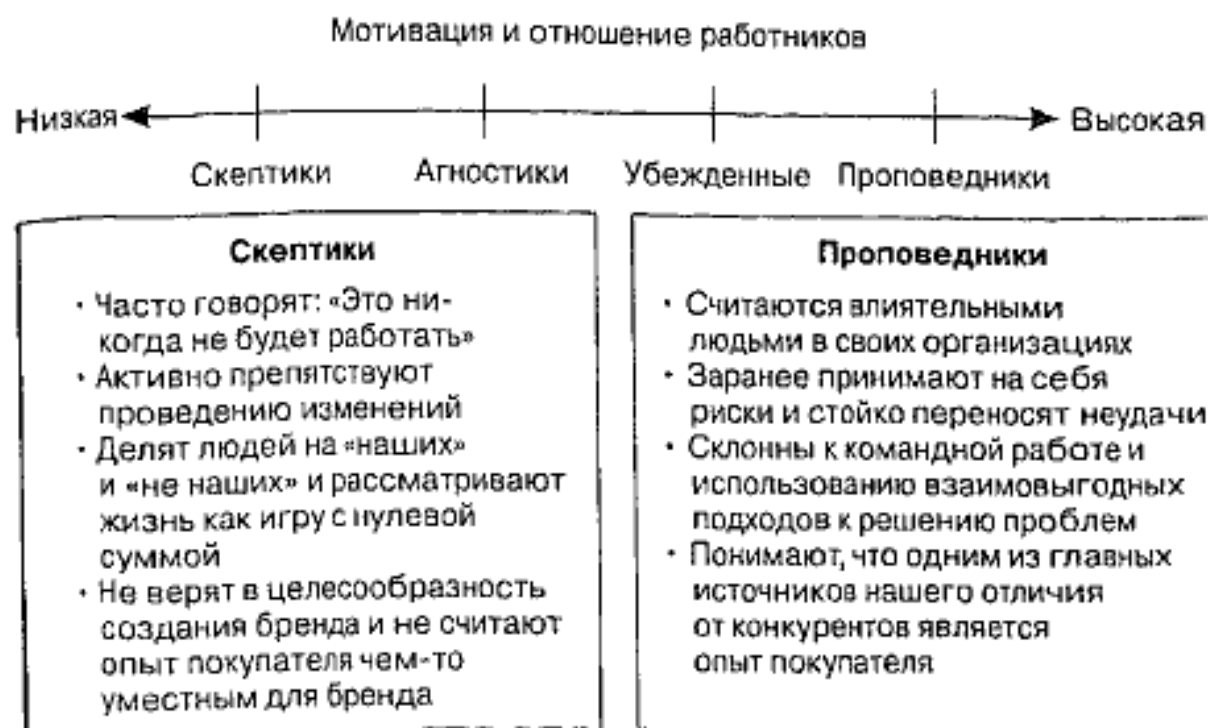 Мотивация и отношение работников
Низкая
Высокая
Скептики
Агностики
Убежденные
Проповедники
Скептики
• Часто говорят: «Это ни-
когда не будет работать»
• Активно препятствуют
проведению изменений
• Делят людей на «наших»
и «не наших» и рассматривают
жизнь как игру с нулевой
суммой
• Не верят в целесообразность
создания бренда и не считают
опыт покупателя чем-то
уместным для бренда
Проповедники
• Считаются влиятельными
людьми в своих организациях
• Заранее принимают на себя
риски и стойко переносят неудачи
• Склонны к командной работе и
использованию взаимовыгодных
подходов к решению проблем
• Понимают, что одним из главных
источников нашего отличия
от конкурентов является
опыт покупателя